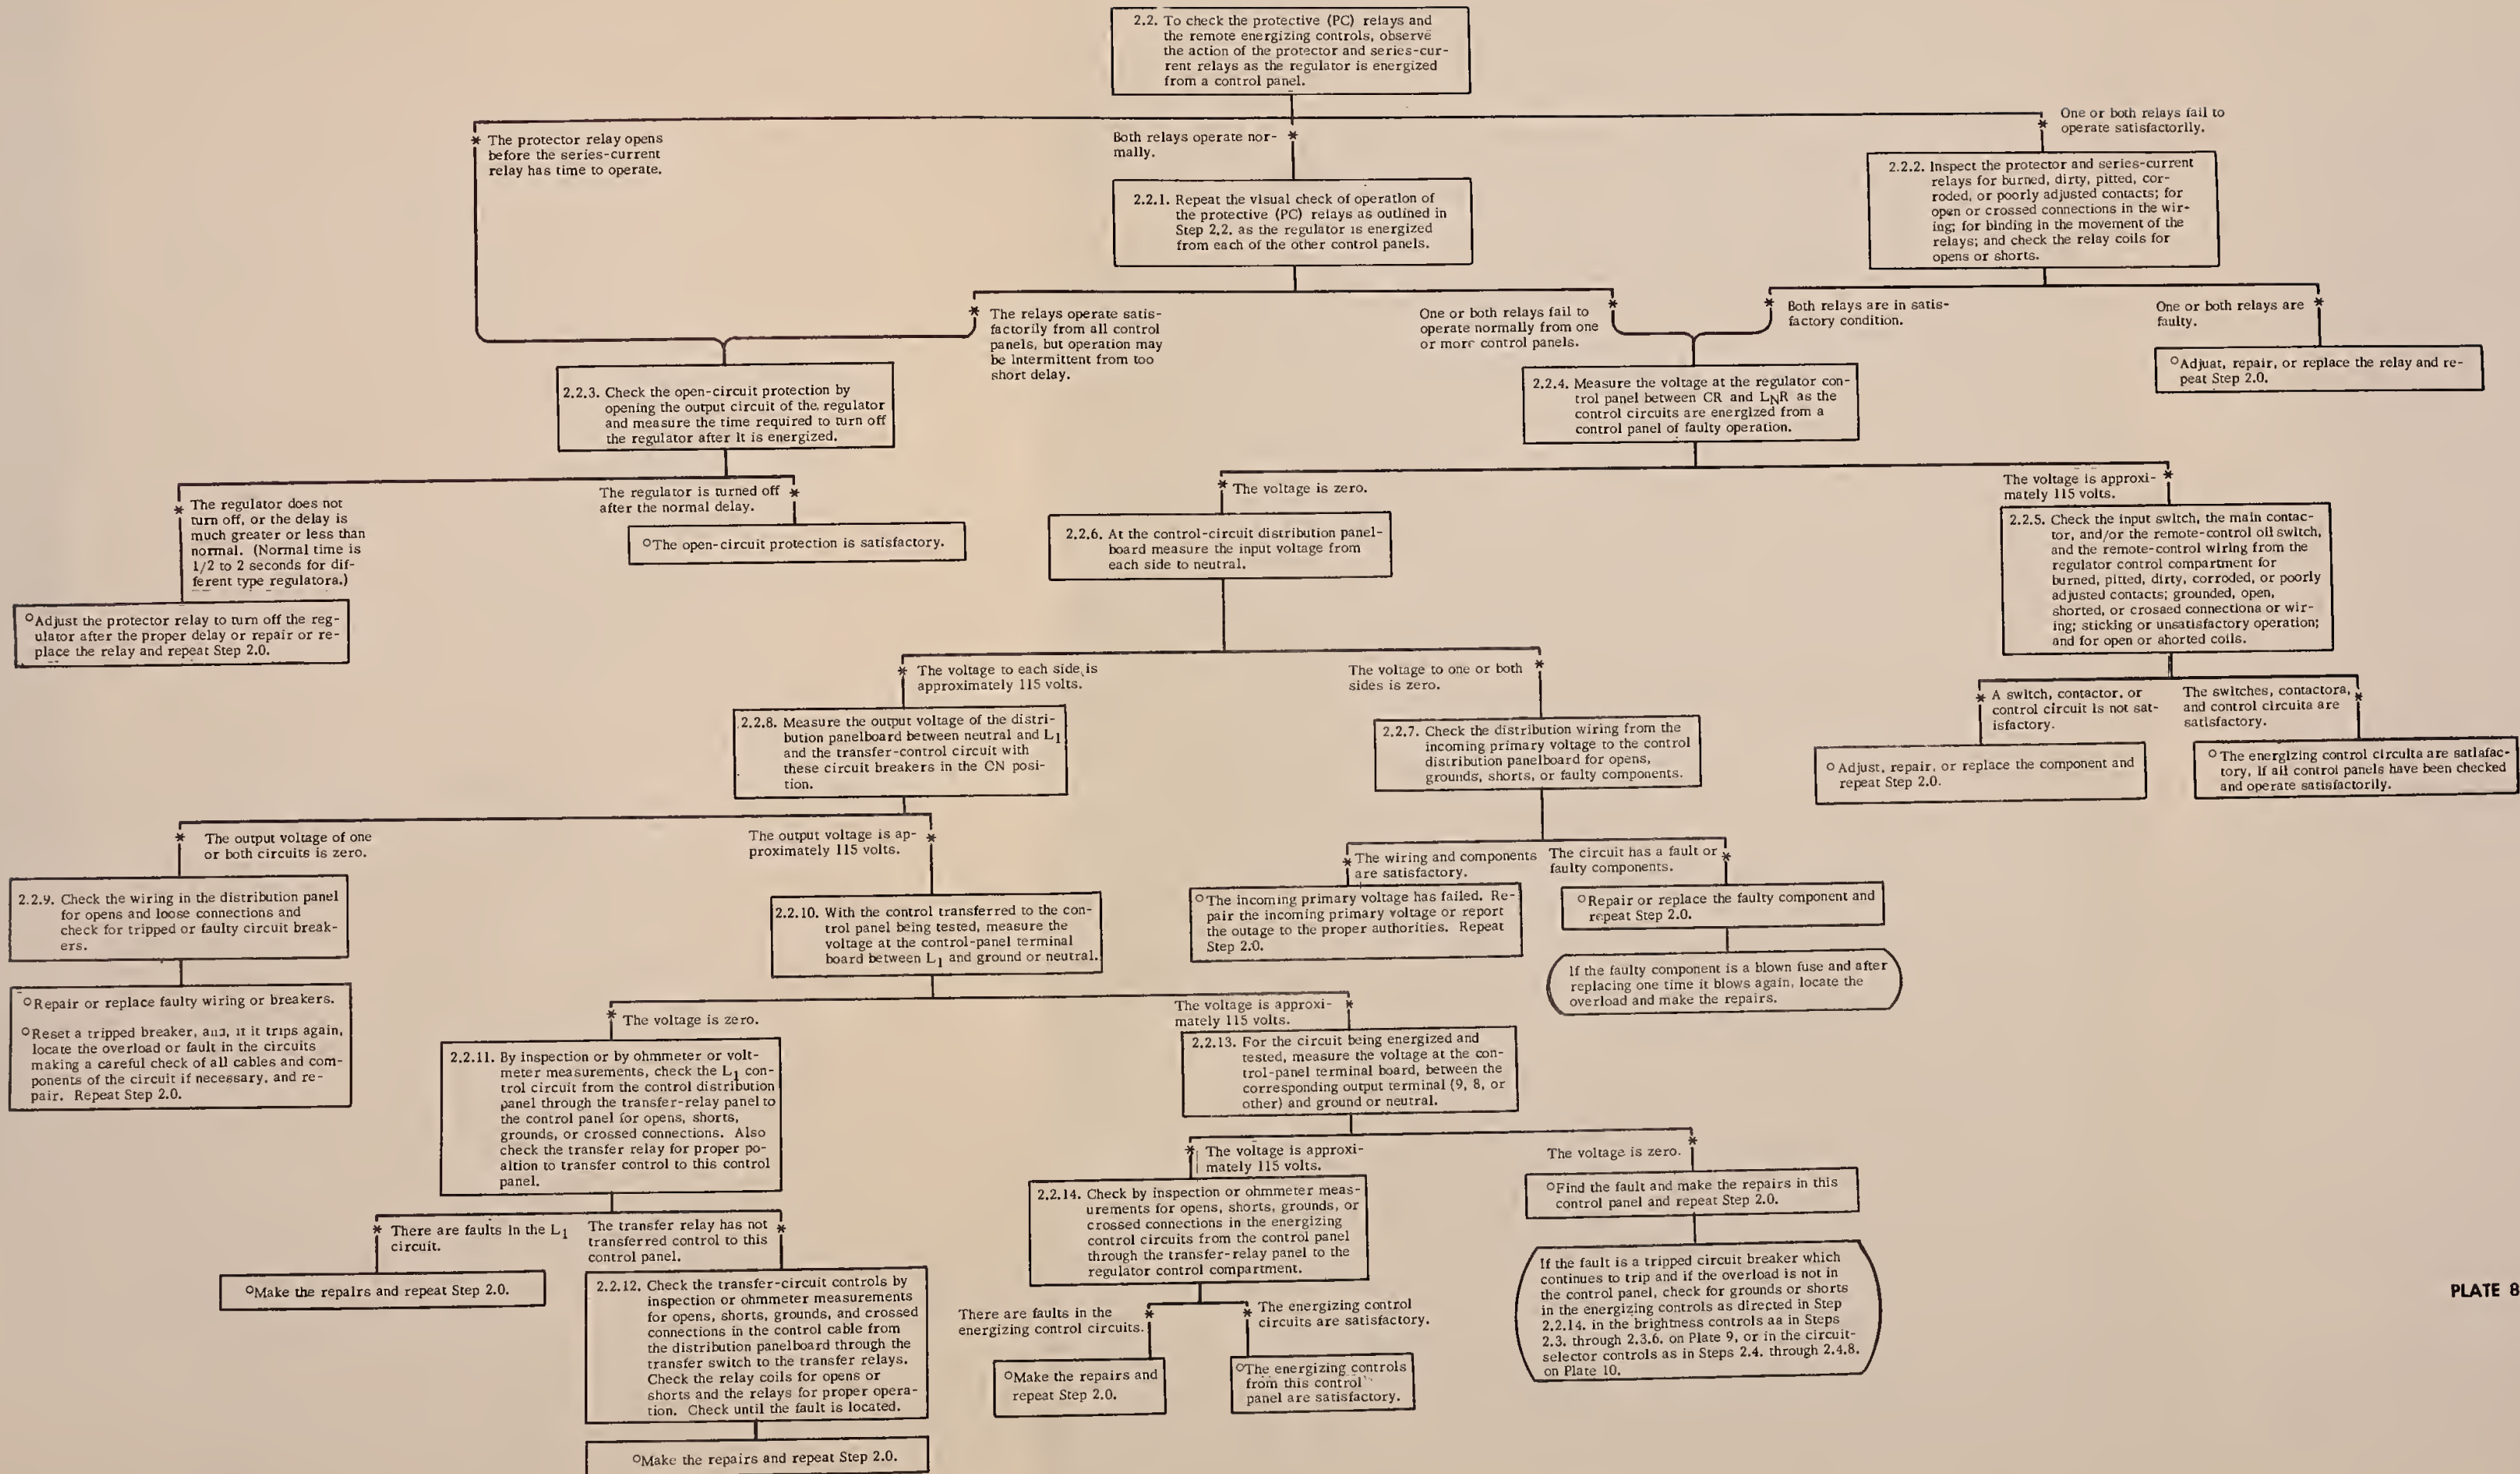 2.2. To check the protective (PC) relays and
the remote energizing controls, observe
the action of the protector and series-cur-
rent relays as the regulator is energized
from a control panel.
* The protector relay opens
before the series-current
relay has time to operate.
Both relays operate nor- *
mally.
* One or both relays fail to
operate satisfactorily.
2.2.1. Repeat the visual check of operation of
the protective (PC) relays as outlined in
Step 2.2. as the regulator is energized
from each of the other control panels.
2.2.2. Inspect the protector and series-current
relays for burned, dirty, pitted, cor-
roded, or poorly adjusted contacts; for
open or crossed connections in the wir-
ing; for binding in the movement of the
relays; and check the relay coils for
opens or shorts.
* The relays operate satis-
factorily from all control
panels, but operation may
be intermittent from too
short delay.
One or both relays fail to *
operate normally from one
or more control panels.
* Both relays are in satis-
factory condition.
One or both relays are *
faulty.
○Adjust, repair, or replace the relay and re-
peat Step 2.0.
2.2.3. Check the open-circuit protection by
opening the output circuit of the regulator
and measure the time required to turn off
the regulator after it is energized.
2.2.4. Measure the voltage at the regulator con-
trol panel between CR and LNR as the
control circuits are energized from a
control panel of faulty operation.
* The regulator does not
turn off, or the delay is
much greater or less than
normal. (Normal time is
1/2 to 2 seconds for dif-
ferent type regulators.)
The regulator is turned off *
after the normal delay.
○The open-circuit protection is satisfactory.
○Adjust the protector relay to turn off the reg-
ulator after the proper delay or repair or re-
place the relay and repeat Step 2.0.
* The voltage is zero.
The voltage is approxi- *
mately 115 volts.
2.2.6. At the control-circuit distribution panel-
board measure the input voltage from
each side to neutral.
2.2.5. Check the input switch, the main contac-
tor, and/or the remote-control oil switch,
and the remote-control wiring from the
regulator control compartment for
burned, pitted, dirty, corroded, or poorly
adjusted contacts; grounded, open,
shorted, or crossed connections or wir-
ing; sticking or unsatisfactory operation;
and for open or shorted coils.
* The voltage to each side is
approximately 115 volts.
The voltage to one or both *
sides is zero.
* A switch, contactor, or
control circuit is not sat-
isfactory.
The switches, contactors, *
and control circuits are
satisfactory.
2.2.8. Measure the output voltage of the distri-
bution panelboard between neutral and L1
and the transfer-control circuit with
these circuit breakers in the CN posi-
tion.
2.2.7. Check the distribution wiring from the
incoming primary voltage to the control
distribution panelboard for opens,
grounds, shorts, or faulty components.
○Adjust, repair, or replace the component and
repeat Step 2.0.
○The energizing control circuits are satisfac-
tory, if all control panels have been checked
and operate satisfactorily.
* The output voltage of one
or both circuits is zero.
The output voltage is ap- *
proximately 115 volts.
* The wiring and components
are satisfactory.
The circuit has a fault or *
faulty components.
2.2.9. Check the wiring in the distribution panel
for opens and loose connections and
check for tripped or faulty circuit break-
ers.
2.2.10. With the control transferred to the con-
trol panel being tested, measure the
voltage at the control-panel terminal
board between L1 and ground or neutral.
○The incoming primary voltage has failed. Re-
pair the incoming primary voltage or report
the outage to the proper authorities. Repeat
Step 2.0.
○Repair or replace the faulty component and
repeat Step 2.0.
If the faulty component is a blown fuse and after
replacing one time it blows again, locate the
overload and make the repairs.
○Repair or replace faulty wiring or breakers.
○Reset a tripped breaker, and, if it trips again,
locate the overload or fault in the circuits
making a careful check of all cables and com-
ponents of the circuit if necessary, and re-
pair. Repeat Step 2.0.
* The voltage is zero.
The voltage is approxi- *
mately 115 volts.
2.2.11. By inspection or by ohmmeter or volt-
meter measurements, check the L1 con-
trol circuit from the control distribution
panel through the transfer-relay panel to
the control panel for opens, shorts,
grounds, or crossed connections. Also
check the transfer relay for proper po-
sition to transfer control to this control
panel.
2.2.13. For the circuit being energized and
tested, measure the voltage at the con-
trol-panel terminal board, between the
corresponding output terminal (9, 8, or
other) and ground or neutral.
* The voltage is approxi-
mately 115 volts.
The voltage is zero. *
2.2.14. Check by inspection or ohmmeter meas-
urements for opens, shorts, grounds, or
crossed connections in the energizing
control circuits from the control panel
through the transfer-relay panel to the
regulator control compartment.
○Find the fault and make the repairs in this
control panel and repeat Step 2.0.
* There are faults in the L1
circuit.
The transfer relay has not *
transferred control to this
control panel.
○Make the repairs and repeat Step 2.0.
2.2.12. Check the transfer-circuit controls by
inspection or ohmmeter measurements
for opens, shorts, grounds, and crossed
connections in the control cable from
the distribution panelboard through the
transfer switch to the transfer relays.
Check the relay coils for opens or
shorts and the relays for proper opera-
tion. Check until the fault is located.
○Make the repairs and repeat Step 2.0.
There are faults in the *
energizing control circuits.
* The energizing control
circuits are satisfactory.
○Make the repairs and
repeat Step 2.0.
○The energizing controls
from this control
panel are satisfactory.
If the fault is a tripped circuit breaker which
continues to trip and if the overload is not in
the control panel, check for grounds or shorts
in the energizing controls as directed in Step
2.2.14. in the brightness controls as in Steps
2.3. through 2.3.6. on Plate 9, or in the circuit-
selector controls as in Steps 2.4. through 2.4.8.
on Plate 10.
PLATE 8